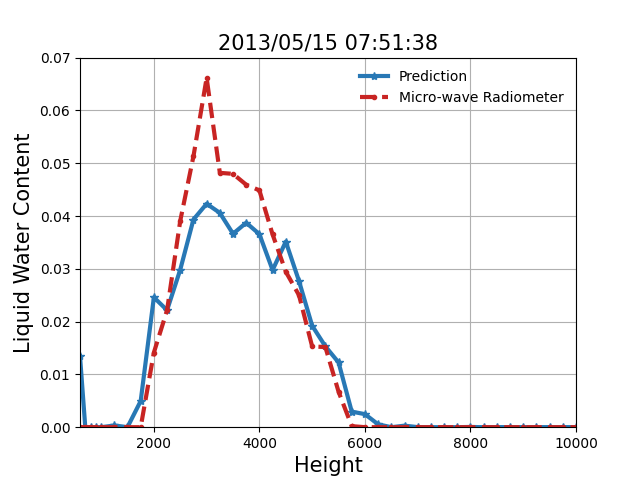 2013/05/15 07:51:38
0.07
0.06
0.05
0.04
0.03
0.02
0.01
0.00
Liquid Water Content
Prediction
Micro-wave Radiometer
2000 4000 6000 8000 10000
Height